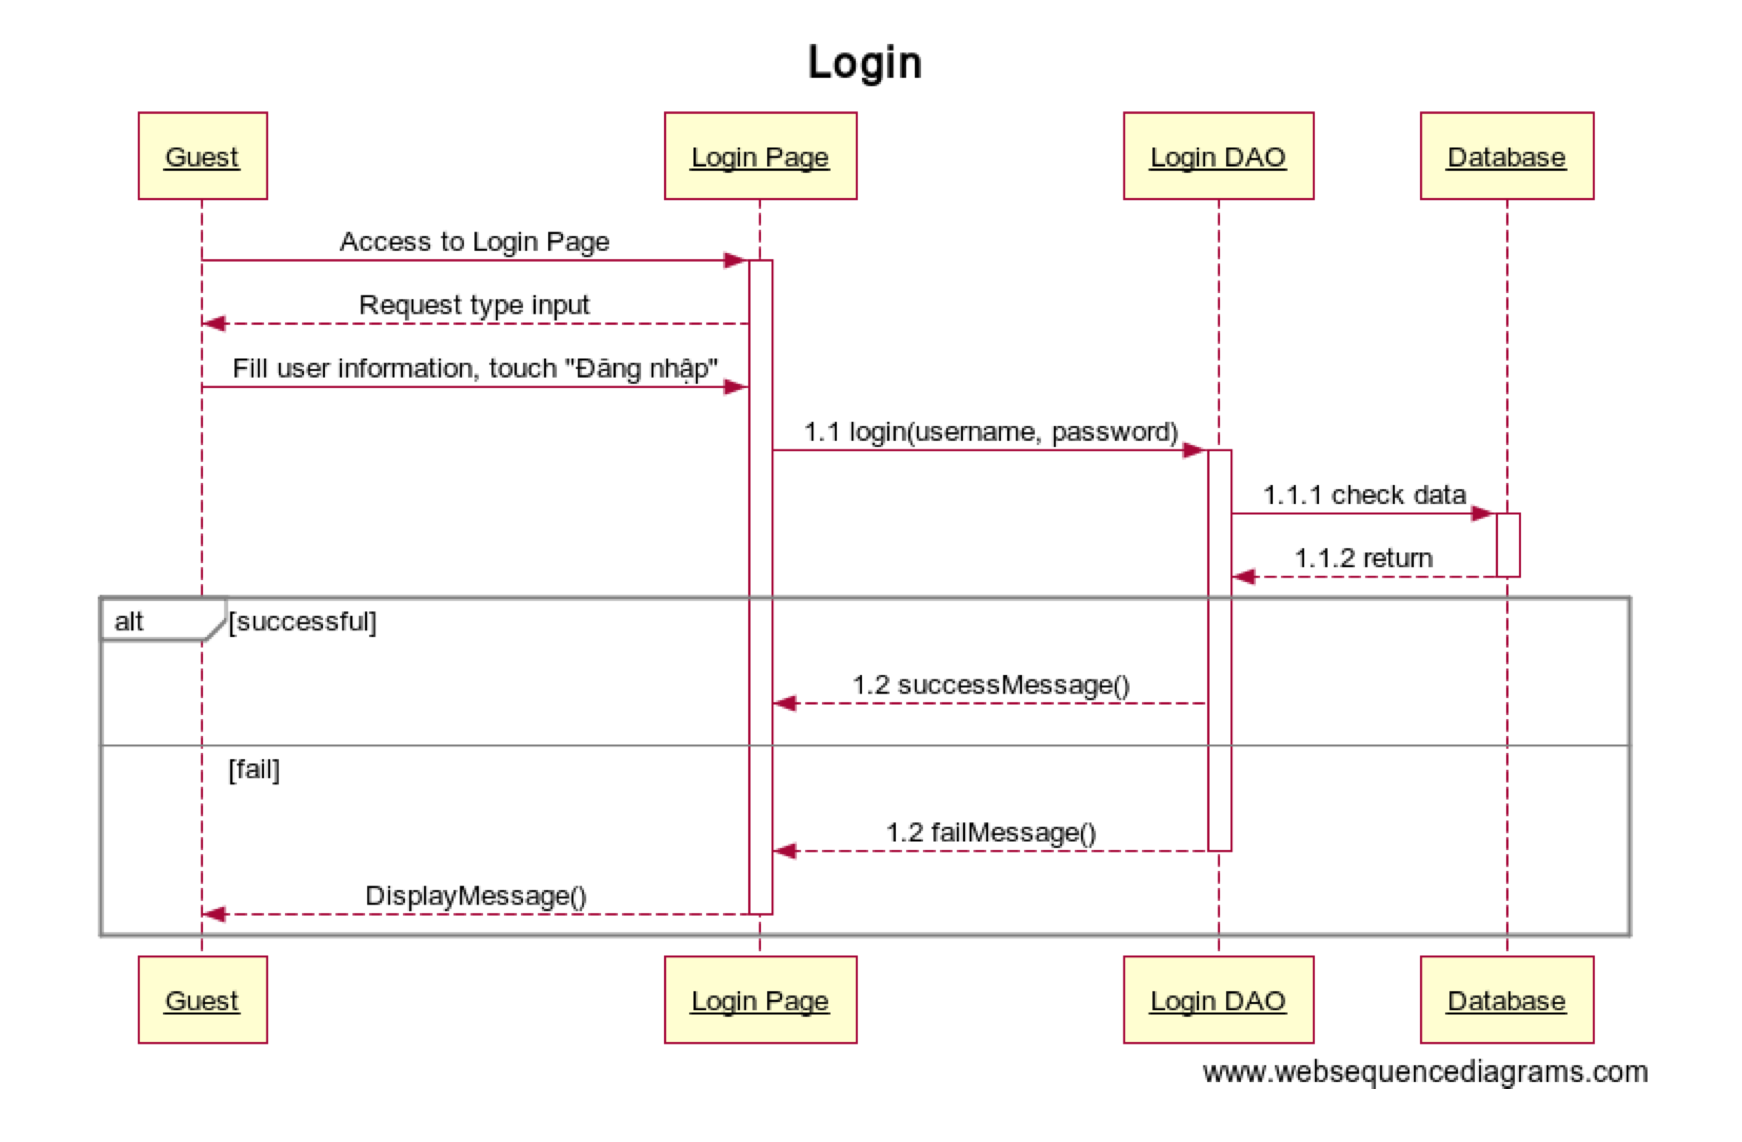 Login
Guest
Login Page
Login DAO
Database
Access to Login Page
Request type input
Fill user information, touch "Đăng nhập"
1.1 login(username, password)
1.1.1 check data
1.1.2 return
alt
[successful]
1.2 successMessage()
[fail]
1.2 failMessage()
DisplayMessage()
Guest
Login Page
Login DAO
Database
www.websequencediagrams.com